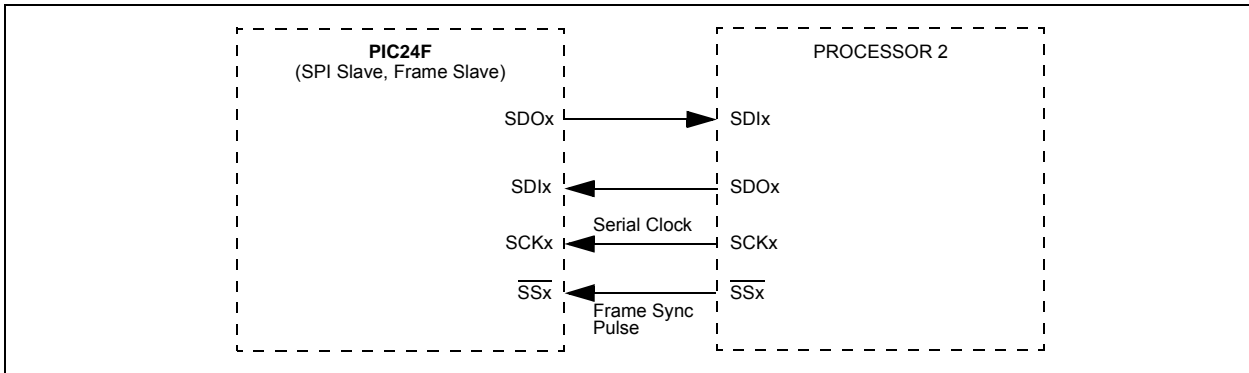 PIC24F
(SPI Slave, Frame Slave)
PROCESSOR 2
SDOx
SDIx
SDIx
SDOx
Serial Clock
SCKx
SCKx
SSx
SSx
Frame Sync
Pulse